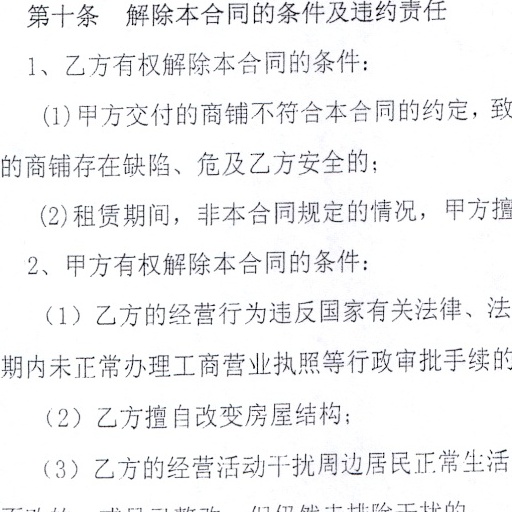 第十条 解除本合同的条件及违约责任
1、乙方有权解除本合同的条件：
(1)甲方交付的商铺不符合本合同的约定，致
的商铺存在缺陷、危及乙方安全的；
(2)租赁期间，非本合同规定的情况，甲方擅
2、甲方有权解除本合同的条件：
（1）乙方的经营行为违反国家有关法律、法
期内未正常办理工商营业执照等行政审批手续的
（2）乙方擅自改变房屋结构；
（3）乙方的经营活动干扰周边居民正常生活